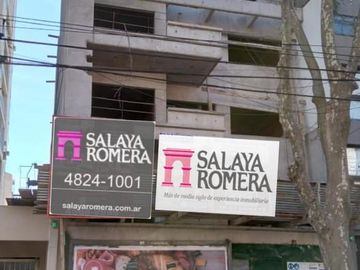 SALAYA
ROMERA
4824-1001
salayaromera.com.ar
SALAYA
ROMERA
Más de medio siglo de experiencia inmobiliaria